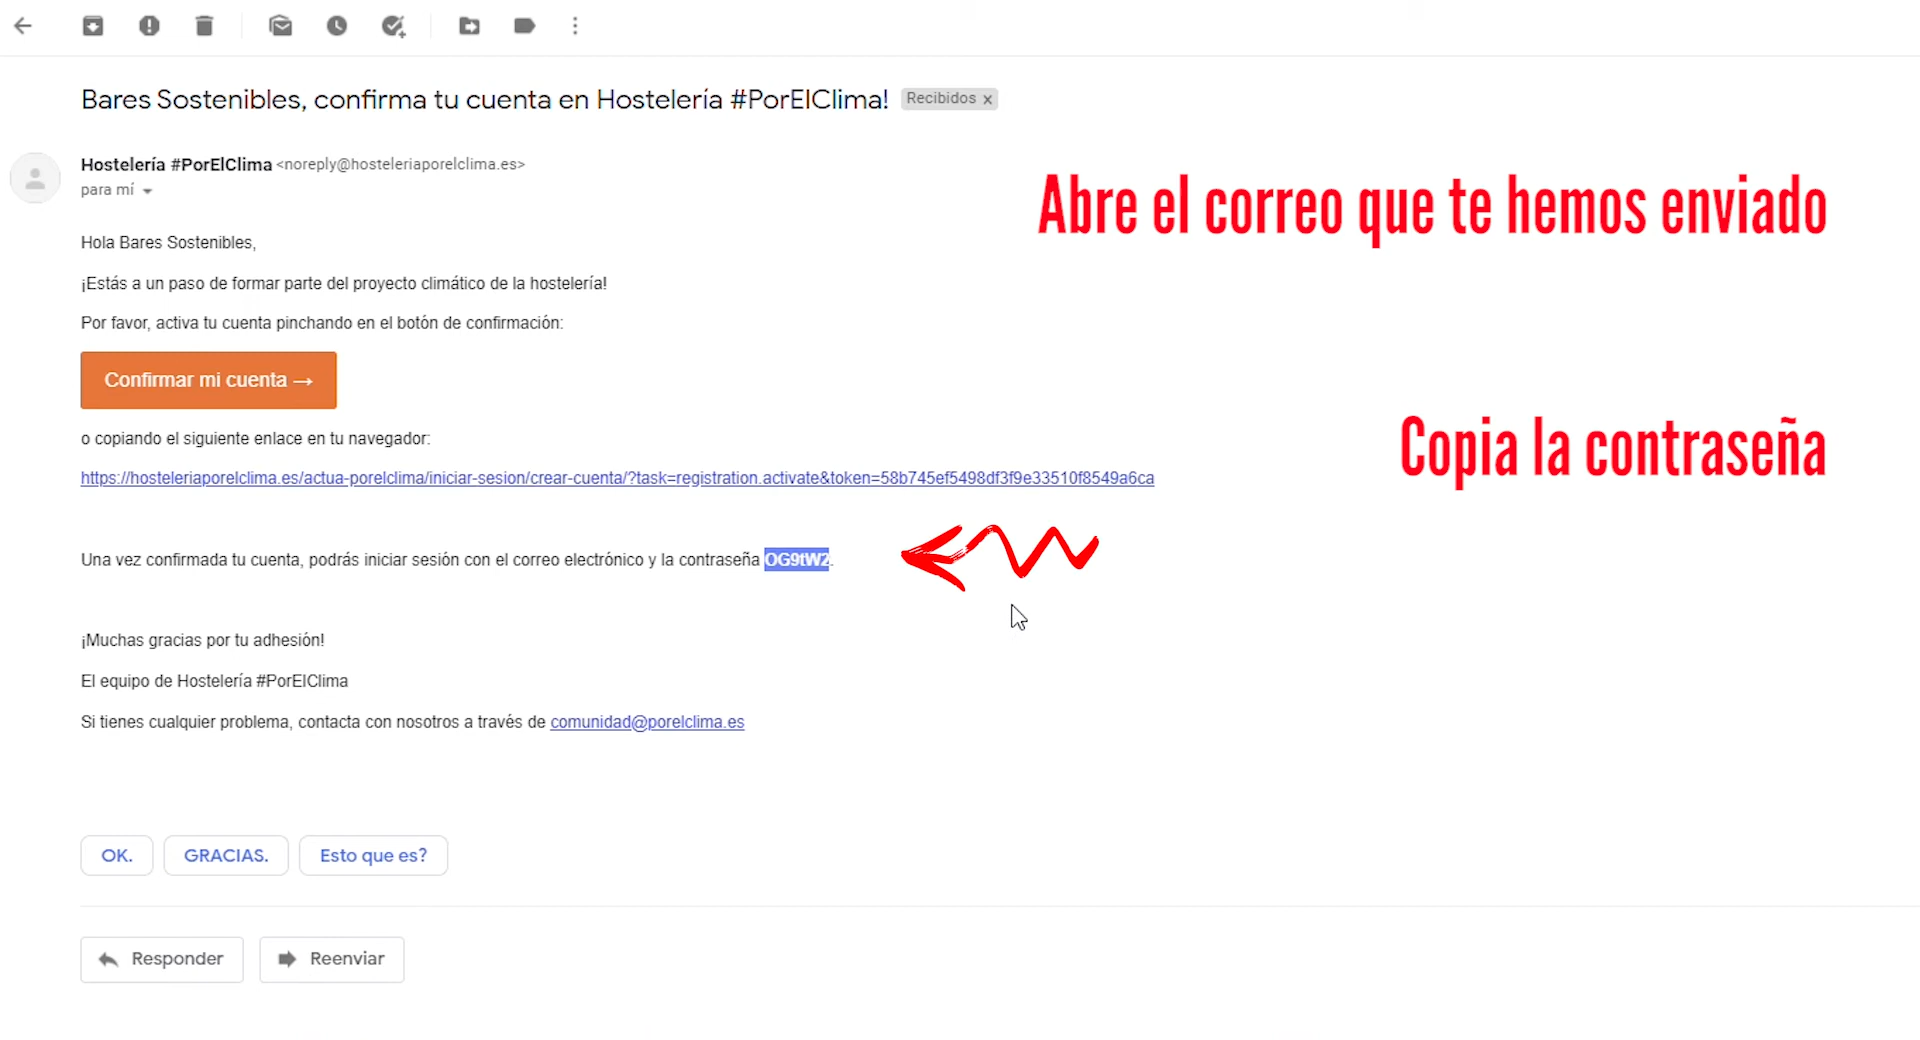 Bares Sostenibles, confirma tu cuenta en Hostelería #PorElClima! Recibidos x
Hostelería #PorElClima <noreply@hosteleriaporelclima.es>
para mí
Abre el correo que te hemos enviado
Hola Bares Sostenibles,
¡Estás a un paso de formar parte del proyecto climático de la hostelería!
Por favor, activa tu cuenta pinchando en el botón de confirmación:
Confirmar mi cuenta →
o copiando el siguiente enlace en tu navegador:
Copia la contraseña
https://hosteleriaporelclima.es/actua-porelclima/iniciar-sesion/crear-cuenta/?task=registration.activate&token=58b745ef5498df3f9e33510f8549a6ca
Una vez confirmada tu cuenta, podrás iniciar sesión con el correo electrónico y la contraseña OG9tW2.
¡Muchas gracias por tu adhesión!
El equipo de Hostelería #PorElClima
Si tienes cualquier problema, contacta con nosotros a través de comunidad@porelclima.es
OK.
GRACIAS.
Esto que es?
Responder
Reenviar